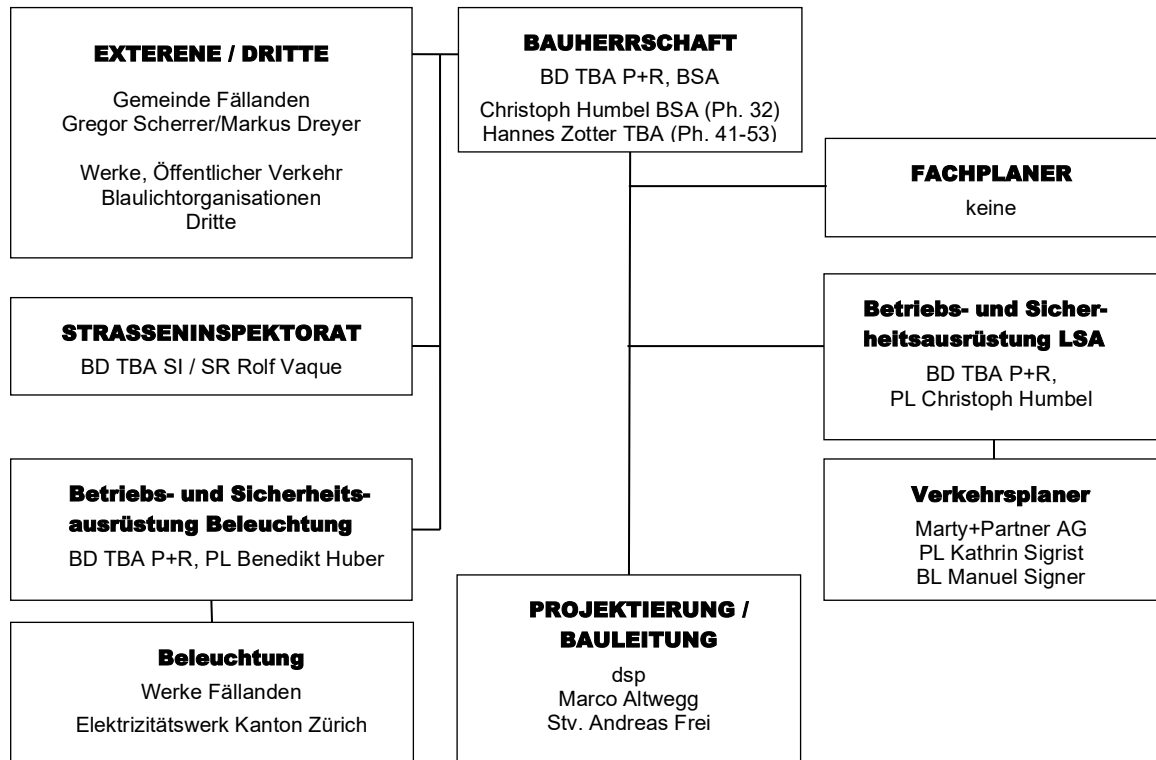 EXTERENE / DRITTE
Gemeinde Fällanden
Gregor Scherrer/Markus Dreyer
Werke, Öffentlicher Verkehr
Blaulichtorganisationen
Dritte
BAUHERRSCHAFT
BD TBA P+R, BSA
Christoph Humbel BSA (Ph. 32)
Hannes Zotter TBA (Ph. 41-53)
FACHPLANER
keine
STRASSENINSPEKTORAT
BD TBA SI / SR Rolf Vaque
Betriebs- und Sicher-
heitsausrüstung LSA
BD TBA P+R,
PL Christoph Humbel
Betriebs- und Sicherheits-
ausrüstung Beleuchtung
BD TBA P+R, PL Benedikt Huber
Verkehrsplaner
Marty+Partner AG
PL Kathrin Sigrist
BL Manuel Signer
Beleuchtung
Werke Fällanden
Elektrizitätswerk Kanton Zürich
PROJEKTIERUNG /
BAULEITUNG
dsp
Marco Altwegg
Stv. Andreas Frei